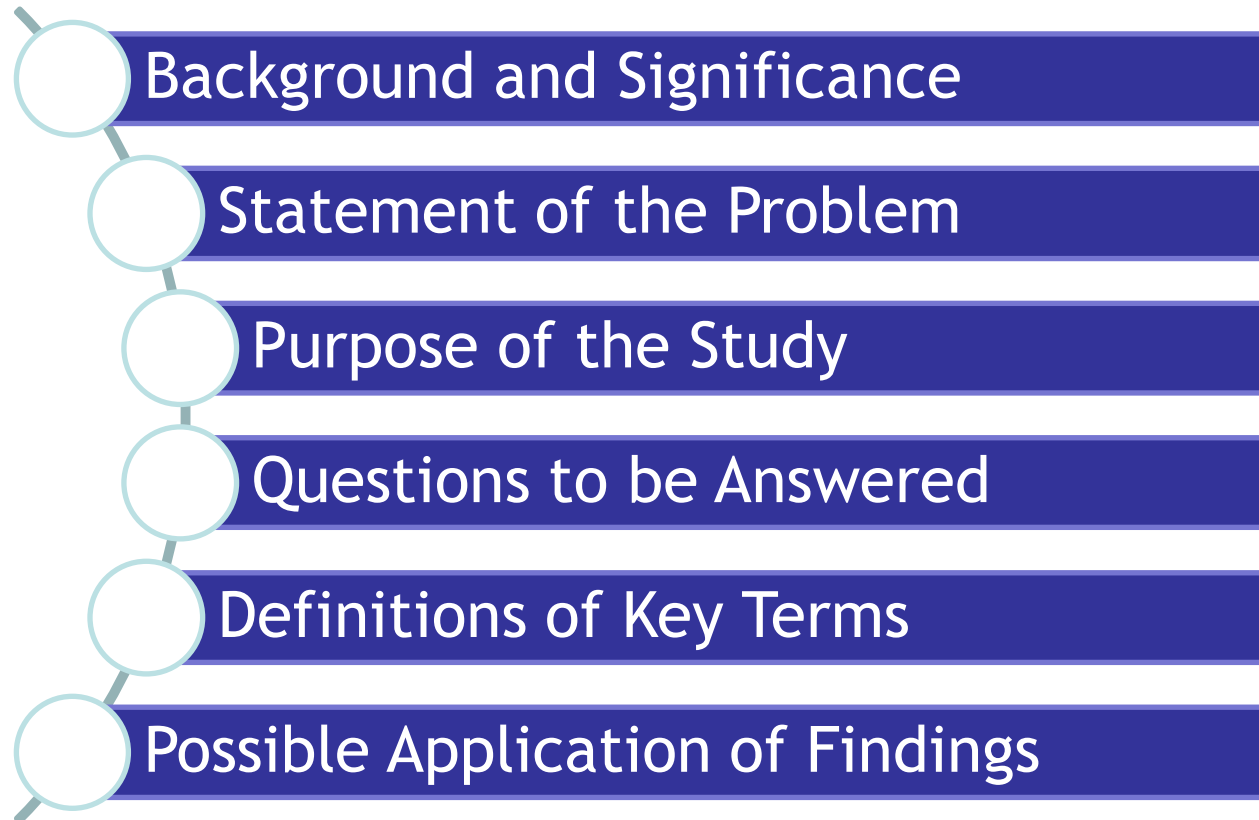 Background and Significance
Statement of the Problem
Purpose of the Study
Questions to be Answered
Definitions of Key Terms
Possible Application of Findings